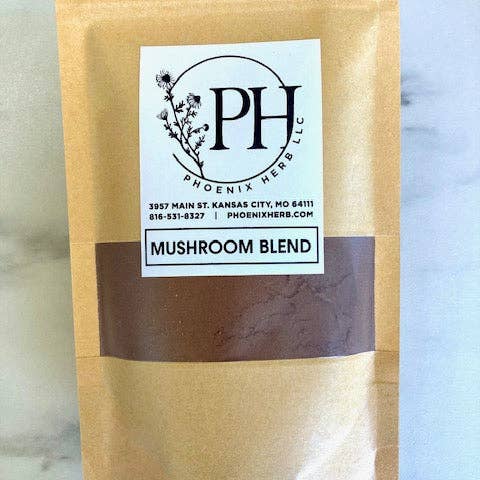 PH
PHOENIX HERB LLC
3957 MAIN ST. KANSAS CITY, MO 64111
816-531-8327 | PHOENIXHERB.COM
MUSHROOM BLEND